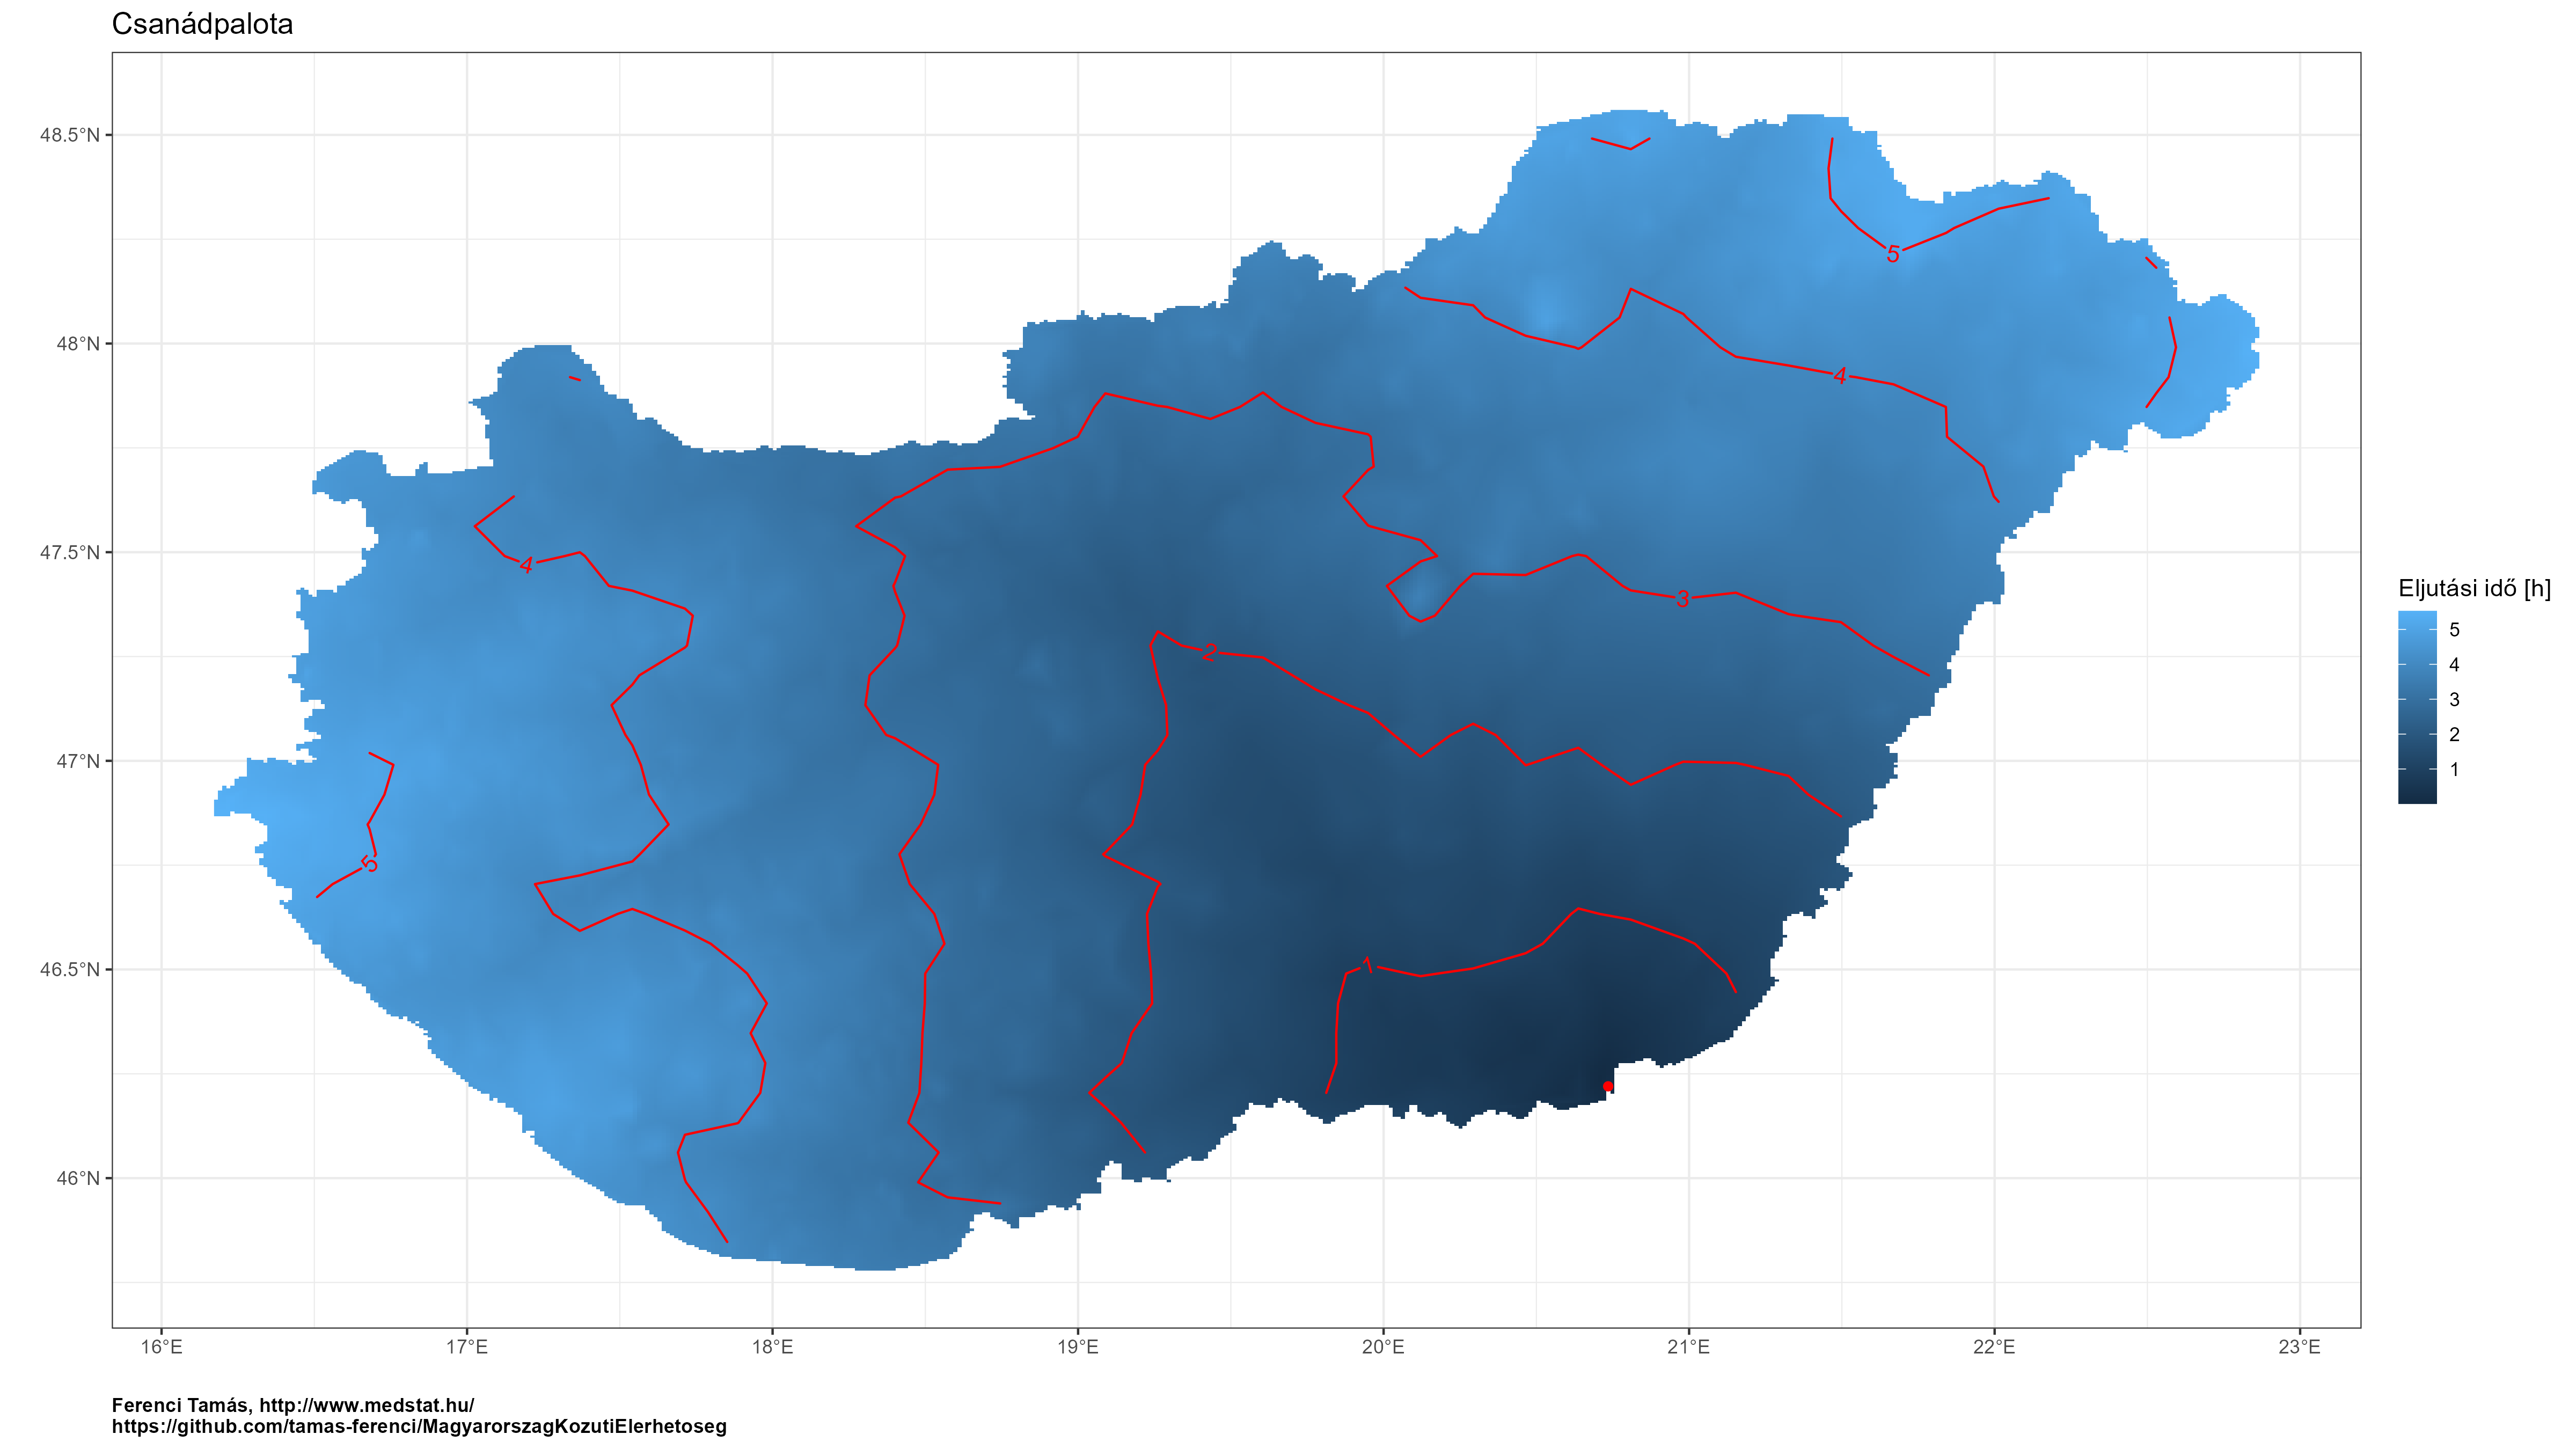 Csanádpalota
48.5°N
48°N
47.5°N
47°N
46.5°N
46°N
5
4
4
3
2
5
1
16°E
17°E
18°E
19°E
20°E
21°E
22°E
23°E
Eljutási idő [h]
5
4
3
2
1
Ferenci Tamás, http://www.medstat.hu/
https://github.com/tamas-ferenci/MagyarorszagKozutiElerhetoseg